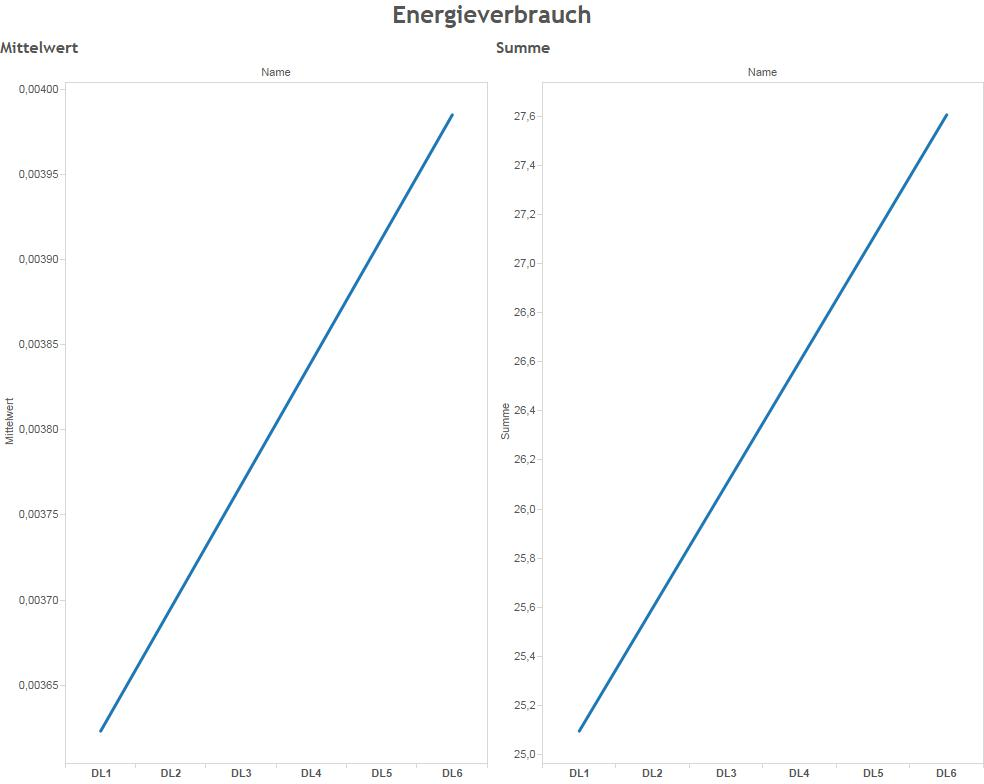 Energieverbrauch
Mittelwert
Name
0,00400
0,00395
0,00390
0,00385
0,00380
0,00375
0,00370
0,00365
Mittelwert
DL1 DL2 DL3 DL4 DL5 DL6
Summe
Name
27,6
27,4
27,2
27,0
26,8
26,6
26,4
26,2
26,0
25,8
25,6
25,4
25,2
25,0
Summe
DL1 DL2 DL3 DL4 DL5 DL6